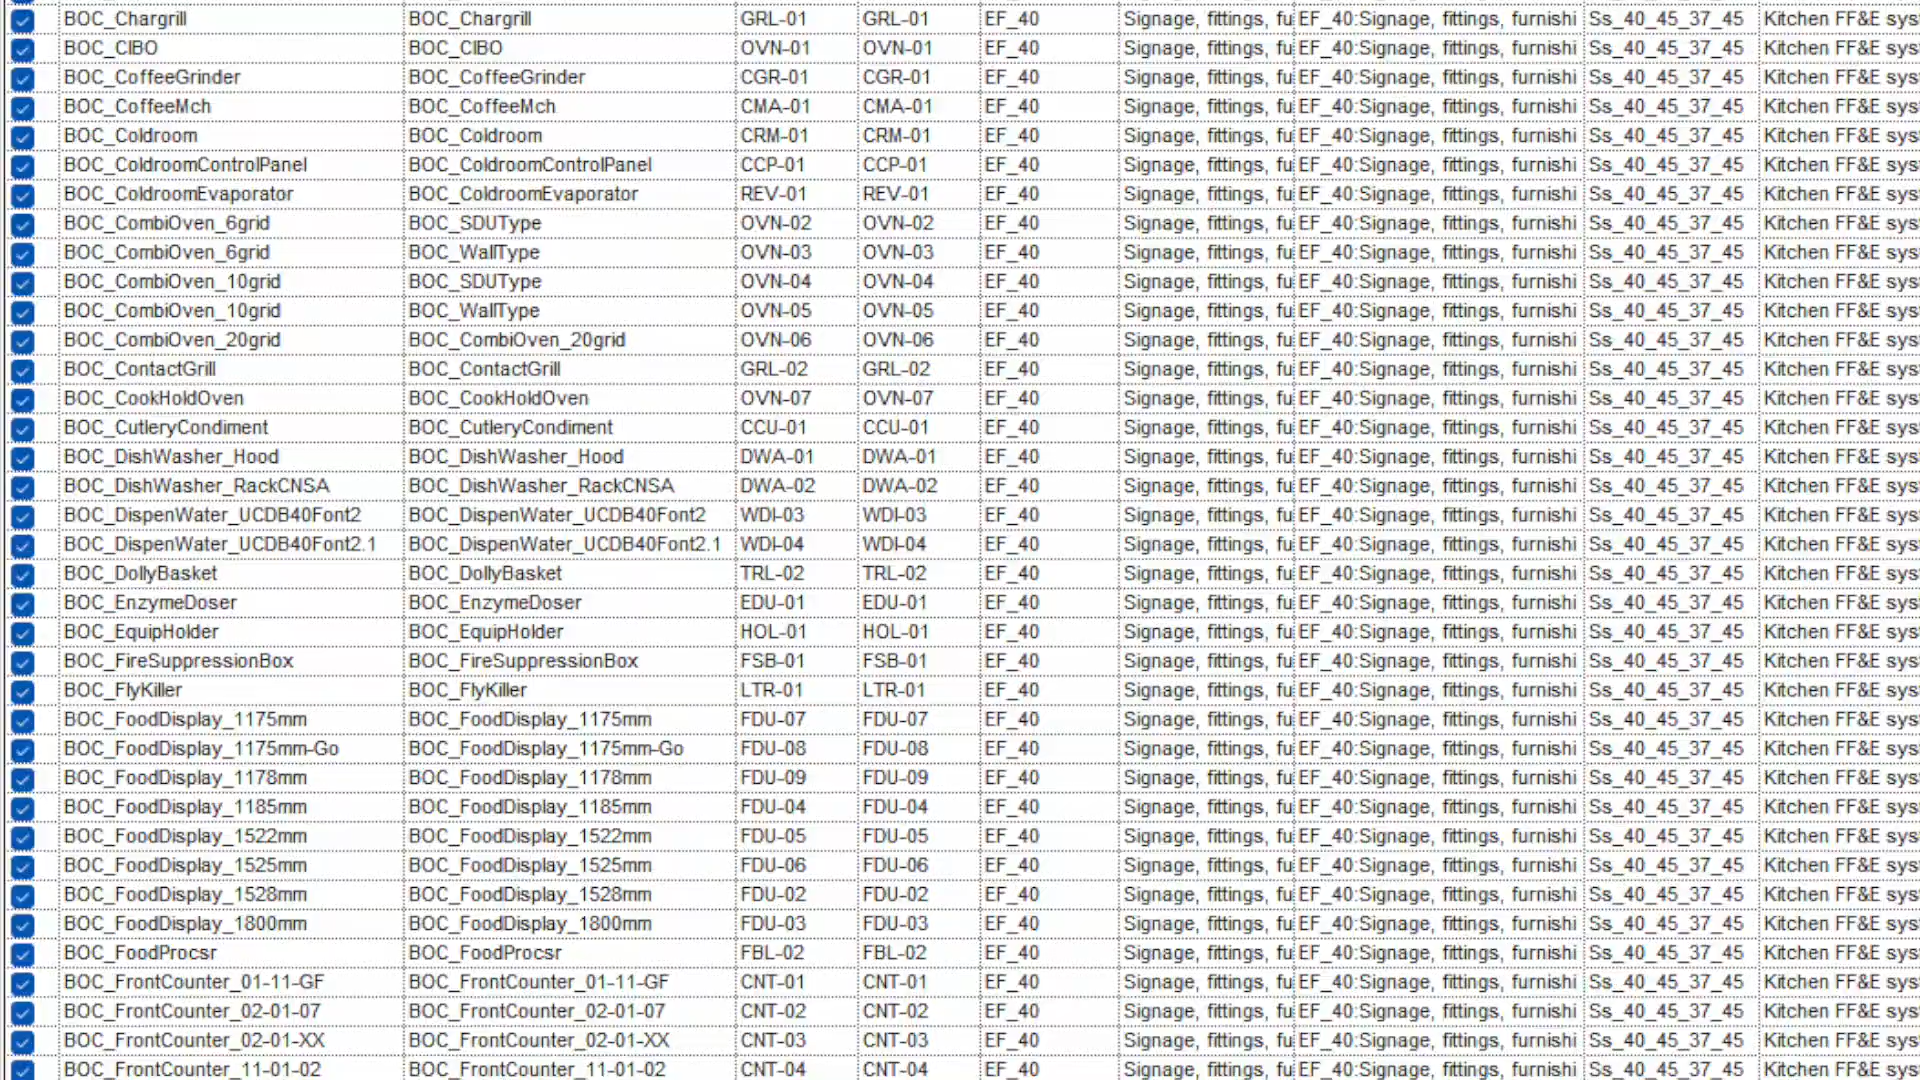 BOC_Chargrill BOC_Chargrill GRL-01 GRL-01 EF_40 Signage, fittings, fu EF_40:Signage, fittings, furnishi Ss_40_45_37_45 Kitchen FF&E sys
BOC_CIBO BOC_CIBO OVN-01 OVN-01 EF_40 Signage, fittings, fu EF_40:Signage, fittings, furnishi Ss_40_45_37_45 Kitchen FF&E sys
BOC_CoffeeGrinder BOC_CoffeeGrinder CGR-01 CGR-01 EF_40 Signage, fittings, fu EF_40:Signage, fittings, furnishi Ss_40_45_37_45 Kitchen FF&E sys
BOC_CoffeeMch BOC_CoffeeMch CMA-01 CMA-01 EF_40 Signage, fittings, fu EF_40:Signage, fittings, furnishi Ss_40_45_37_45 Kitchen FF&E sys
BOC_Coldroom BOC_Coldroom CRM-01 CRM-01 EF_40 Signage, fittings, fu EF_40:Signage, fittings, furnishi Ss_40_45_37_45 Kitchen FF&E sys
BOC_ColdroomControlPanel BOC_ColdroomControlPanel CCP-01 CCP-01 EF_40 Signage, fittings, fu EF_40:Signage, fittings, furnishi Ss_40_45_37_45 Kitchen FF&E sys
BOC_ColdroomEvaporator BOC_ColdroomEvaporator REV-01 REV-01 EF_40 Signage, fittings, fu EF_40:Signage, fittings, furnishi Ss_40_45_37_45 Kitchen FF&E sys
BOC_CombiOven_6grid BOC_SDUType OVN-02 OVN-02 EF_40 Signage, fittings, fu EF_40:Signage, fittings, furnishi Ss_40_45_37_45 Kitchen FF&E sys
BOC_CombiOven_6grid BOC_WallType OVN-03 OVN-03 EF_40 Signage, fittings, fu EF_40:Signage, fittings, furnishi Ss_40_45_37_45 Kitchen FF&E sys
BOC_CombiOven_10grid BOC_SDUType OVN-04 OVN-04 EF_40 Signage, fittings, fu EF_40:Signage, fittings, furnishi Ss_40_45_37_45 Kitchen FF&E sys
BOC_CombiOven_10grid BOC_WallType OVN-05 OVN-05 EF_40 Signage, fittings, fu EF_40:Signage, fittings, furnishi Ss_40_45_37_45 Kitchen FF&E sys
BOC_CombiOven_20grid BOC_CombiOven_20grid OVN-06 OVN-06 EF_40 Signage, fittings, fu EF_40:Signage, fittings, furnishi Ss_40_45_37_45 Kitchen FF&E sys
BOC_ContactGrill BOC_ContactGrill GRL-02 GRL-02 EF_40 Signage, fittings, fu EF_40:Signage, fittings, furnishi Ss_40_45_37_45 Kitchen FF&E sys
BOC_CookHoldOven BOC_CookHoldOven OVN-07 OVN-07 EF_40 Signage, fittings, fu EF_40:Signage, fittings, furnishi Ss_40_45_37_45 Kitchen FF&E sys
BOC_CutleryCondiment BOC_CutleryCondiment CCU-01 CCU-01 EF_40 Signage, fittings, fu EF_40:Signage, fittings, furnishi Ss_40_45_37_45 Kitchen FF&E sys
BOC_DishWasher_Hood BOC_DishWasher_Hood DWA-01 DWA-01 EF_40 Signage, fittings, fu EF_40:Signage, fittings, furnishi Ss_40_45_37_45 Kitchen FF&E sys
BOC_DishWasher_RackCNSA BOC_DishWasher_RackCNSA DWA-02 DWA-02 EF_40 Signage, fittings, fu EF_40:Signage, fittings, furnishi Ss_40_45_37_45 Kitchen FF&E sys
BOC_DispenWater_UCDB40Font2 BOC_DispenWater_UCDB40Font2 WDI-03 WDI-03 EF_40 Signage, fittings, fu EF_40:Signage, fittings, furnishi Ss_40_45_37_45 Kitchen FF&E sys
BOC_DispenWater_UCDB40Font2.1 BOC_DispenWater_UCDB40Font2.1 WDI-04 WDI-04 EF_40 Signage, fittings, fu EF_40:Signage, fittings, furnishi Ss_40_45_37_45 Kitchen FF&E sys
BOC_DollyBasket BOC_DollyBasket TRL-02 TRL-02 EF_40 Signage, fittings, fu EF_40:Signage, fittings, furnishi Ss_40_45_37_45 Kitchen FF&E sys
BOC_EnzymeDoser BOC_EnzymeDoser EDU-01 EDU-01 EF_40 Signage, fittings, fu EF_40:Signage, fittings, furnishi Ss_40_45_37_45 Kitchen FF&E sys
BOC_EquipHolder BOC_EquipHolder HOL-01 HOL-01 EF_40 Signage, fittings, fu EF_40:Signage, fittings, furnishi Ss_40_45_37_45 Kitchen FF&E sys
BOC_FireSuppressionBox BOC_FireSuppressionBox FSB-01 FSB-01 EF_40 Signage, fittings, fu EF_40:Signage, fittings, furnishi Ss_40_45_37_45 Kitchen FF&E sys
BOC_FlyKiller BOC_FlyKiller LTR-01 LTR-01 EF_40 Signage, fittings, fu EF_40:Signage, fittings, furnishi Ss_40_45_37_45 Kitchen FF&E sys
BOC_FoodDisplay_1175mm BOC_FoodDisplay_1175mm FDU-07 FDU-07 EF_40 Signage, fittings, fu EF_40:Signage, fittings, furnishi Ss_40_45_37_45 Kitchen FF&E sys
BOC_FoodDisplay_1175mm-Go BOC_FoodDisplay_1175mm-Go FDU-08 FDU-08 EF_40 Signage, fittings, fu EF_40:Signage, fittings, furnishi Ss_40_45_37_45 Kitchen FF&E sys
BOC_FoodDisplay_1178mm BOC_FoodDisplay_1178mm FDU-09 FDU-09 EF_40 Signage, fittings, fu EF_40:Signage, fittings, furnishi Ss_40_45_37_45 Kitchen FF&E sys
BOC_FoodDisplay_1185mm BOC_FoodDisplay_1185mm FDU-04 FDU-04 EF_40 Signage, fittings, fu EF_40:Signage, fittings, furnishi Ss_40_45_37_45 Kitchen FF&E sys
BOC_FoodDisplay_1522mm BOC_FoodDisplay_1522mm FDU-05 FDU-05 EF_40 Signage, fittings, fu EF_40:Signage, fittings, furnishi Ss_40_45_37_45 Kitchen FF&E sys
BOC_FoodDisplay_1525mm BOC_FoodDisplay_1525mm FDU-06 FDU-06 EF_40 Signage, fittings, fu EF_40:Signage, fittings, furnishi Ss_40_45_37_45 Kitchen FF&E sys
BOC_FoodDisplay_1528mm BOC_FoodDisplay_1528mm FDU-02 FDU-02 EF_40 Signage, fittings, fu EF_40:Signage, fittings, furnishi Ss_40_45_37_45 Kitchen FF&E sys
BOC_FoodDisplay_1800mm BOC_FoodDisplay_1800mm FDU-03 FDU-03 EF_40 Signage, fittings, fu EF_40:Signage, fittings, furnishi Ss_40_45_37_45 Kitchen FF&E sys
BOC_FoodProcsr BOC_FoodProcsr FBL-02 FBL-02 EF_40 Signage, fittings, fu EF_40:Signage, fittings, furnishi Ss_40_45_37_45 Kitchen FF&E sys
BOC_FrontCounter_01-11-GF BOC_FrontCounter_01-11-GF CNT-01 CNT-01 EF_40 Signage, fittings, fu EF_40:Signage, fittings, furnishi Ss_40_45_37_45 Kitchen FF&E sys
BOC_FrontCounter_02-01-07 BOC_FrontCounter_02-01-07 CNT-02 CNT-02 EF_40 Signage, fittings, fu EF_40:Signage, fittings, furnishi Ss_40_45_37_45 Kitchen FF&E sys
BOC_FrontCounter_02-01-XX BOC_FrontCounter_02-01-XX CNT-03 CNT-03 EF_40 Signage, fittings, fu EF_40:Signage, fittings, furnishi Ss_40_45_37_45 Kitchen FF&E sys
BOC_FrontCounter_11-01-02 BOC_FrontCounter_11-01-02 CNT-04 CNT-04 EF_40 Signage, fittings, fu EF_40:Signage, fittings, furnishi Ss_40_45_37_45 Kitchen FF&E sys